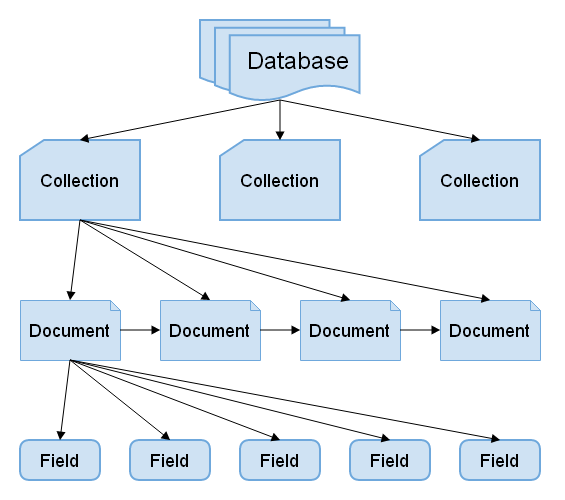 Database
Collection
Collection
Collection
Document
Document
Document
Document
Field
Field
Field
Field
Field